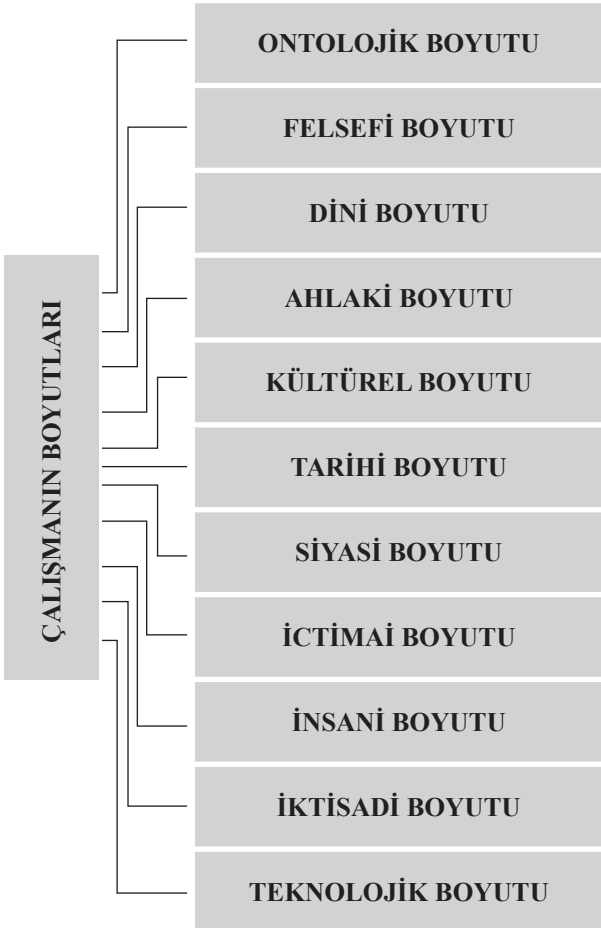 ÇALIŞMANIN BOYUTLARI
ONTOLOJİK BOYUTU
FELSEFİ BOYUTU
DİNİ BOYUTU
AHLAKİ BOYUTU
KÜLTÜREL BOYUTU
TARİHİ BOYUTU
SİYASİ BOYUTU
İCTİMAİ BOYUTU
İNSANİ BOYUTU
İKTİSADİ BOYUTU
TEKNOLOJİK BOYUTU